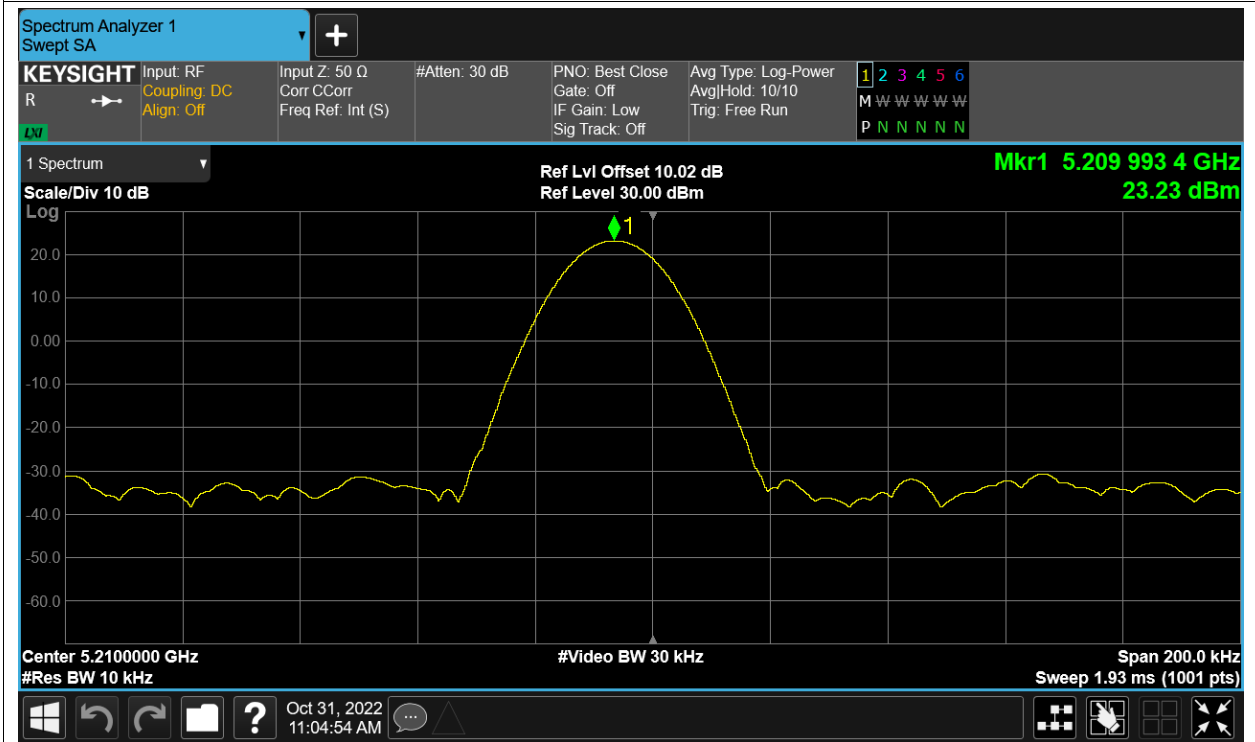 Spectrum Analyzer 1
Swept SA
KEYSIGHT
R
LXI
Input: RF
Coupling: DC
Align: Off
Input Z: 50 Ω
Corr CCorr
Freq Ref: Int (S)
#Atten: 30 dB
PNO: Best Close
Gate: Off
IF Gain: Low
Sig Track: Off
Avg Type: Log-Power
Avg|Hold: 10/10
Trig: Free Run
1 2 3 4 5 6
M W W W W W
P N N N N N
1 Spectrum
Scale/Div 10 dB
Log
Ref Lvl Offset 10.02 dB
Ref Level 30.00 dBm
Mkr1 5.209 993 4 GHz
23.23 dBm
1
20.0
10.0
0.00
-10.0
-20.0
-30.0
-40.0
-50.0
-60.0
Center 5.2100000 GHz
#Res BW 10 kHz
#Video BW 30 kHz
Span 200.0 kHz
Sweep 1.93 ms (1001 pts)
?
Oct 31, 2022
11:04:54 AM